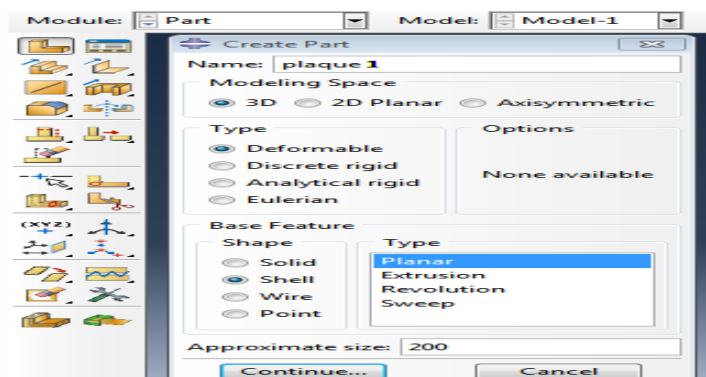 Module: Part Model: Model-1
Create Part
Name: plaque 1
Modeling Space
3D 2D Planar Axisymmetric
Type
Deformable
Discrete rigid
Analytical rigid
Eulerian
Options
None available
Base Feature
Shape
Solid
Shell
Wire
Point
Type
Planar
Extrusion
Revolution
Sweep
Approximate size: 200
Continue... Cancel
(XYZ)